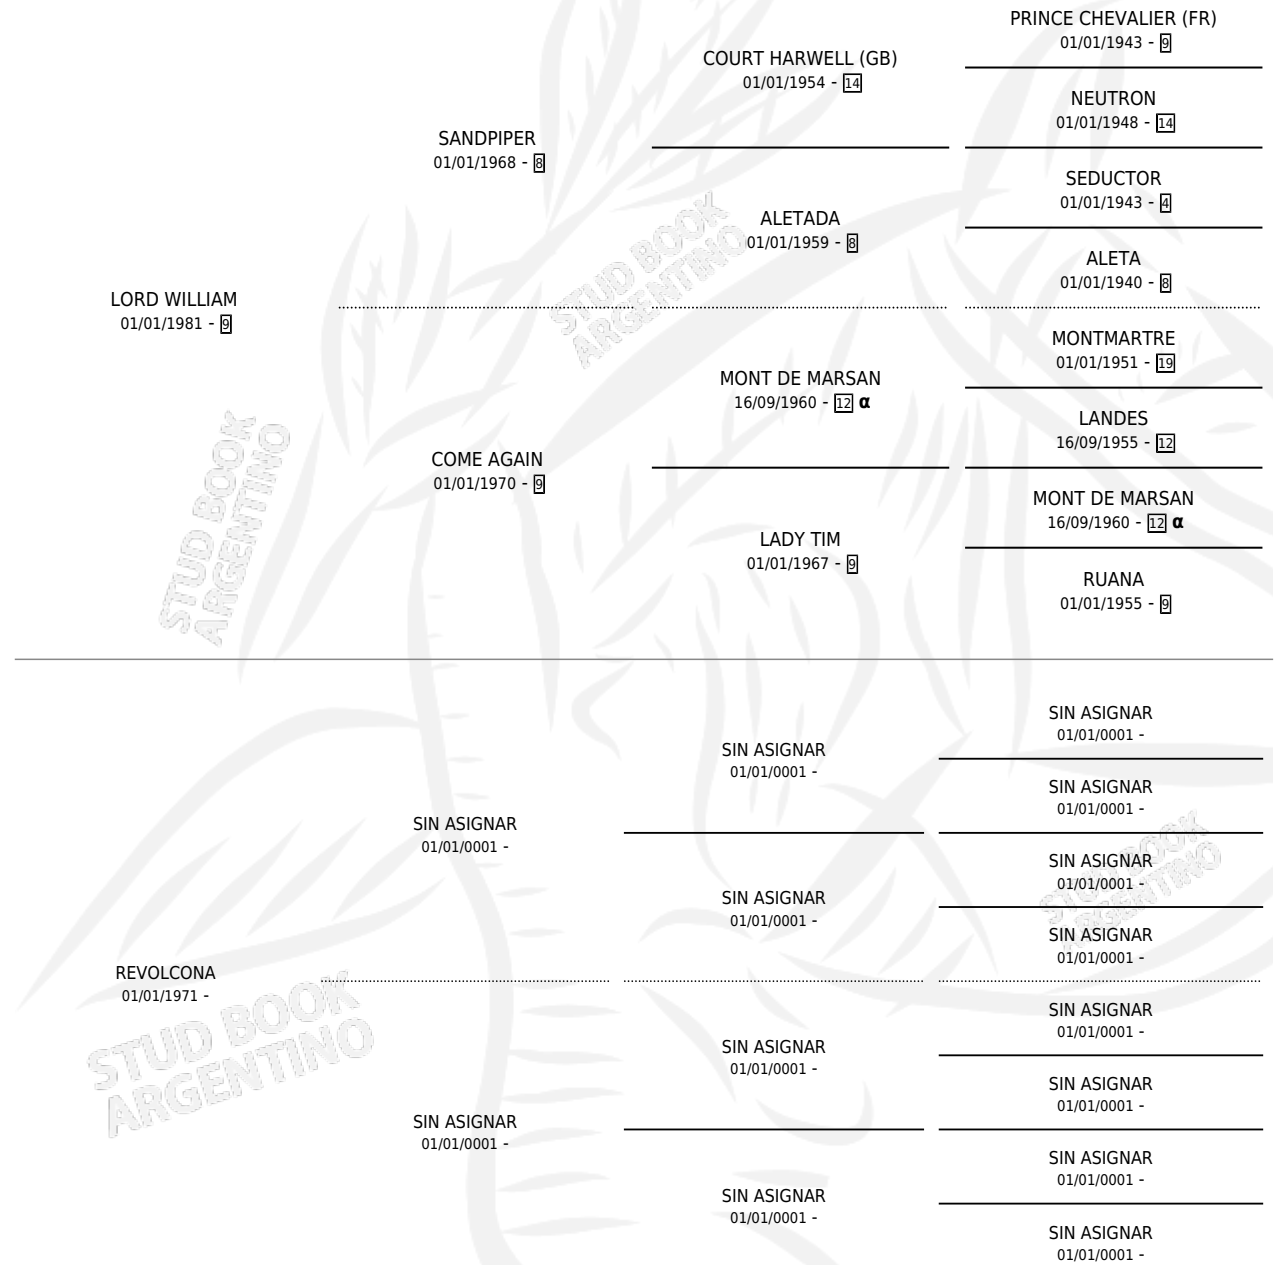 PRINCE CHEVALIER (FR)
01/01/1943 - 9
COURT HARWELL (GB)
01/01/1954 - 14
NEUTRON
01/01/1948 - 14
SANDPIPER
01/01/1968 - 8
SEDUCTOR
01/01/1943 - 4
ALETADA
01/01/1959 - 8
ALETA
01/01/1940 - 8
LORD WILLIAM
01/01/1981 - 9
MONTMARTRE
01/01/1951 - 19
MONT DE MARSAN
16/09/1960 - 12 α
LANDES
16/09/1955 - 12
COME AGAIN
01/01/1970 - 9
MONT DE MARSAN
16/09/1960 - 12 α
LADY TIM
01/01/1967 - 9
RUANA
01/01/1955 - 9
SIN ASIGNAR
01/01/0001 -
SIN ASIGNAR
01/01/0001 -
SIN ASIGNAR
01/01/0001 -
SIN ASIGNAR
01/01/0001 -
SIN ASIGNAR
01/01/0001 -
SIN ASIGNAR
01/01/0001 -
SIN ASIGNAR
01/01/0001 -
REVOLCONA
01/01/1971 -
SIN ASIGNAR
01/01/0001 -
SIN ASIGNAR
01/01/0001 -
SIN ASIGNAR
01/01/0001 -
SIN ASIGNAR
01/01/0001 -
SIN ASIGNAR
01/01/0001 -
SIN ASIGNAR
01/01/0001 -
SIN ASIGNAR
01/01/0001 -
STUD BOOK
ARGENTINO
STUD BOOK
ARGENTINO
STUD BOOK
ARGENTINO
STUD BOOK
ARGENTINO